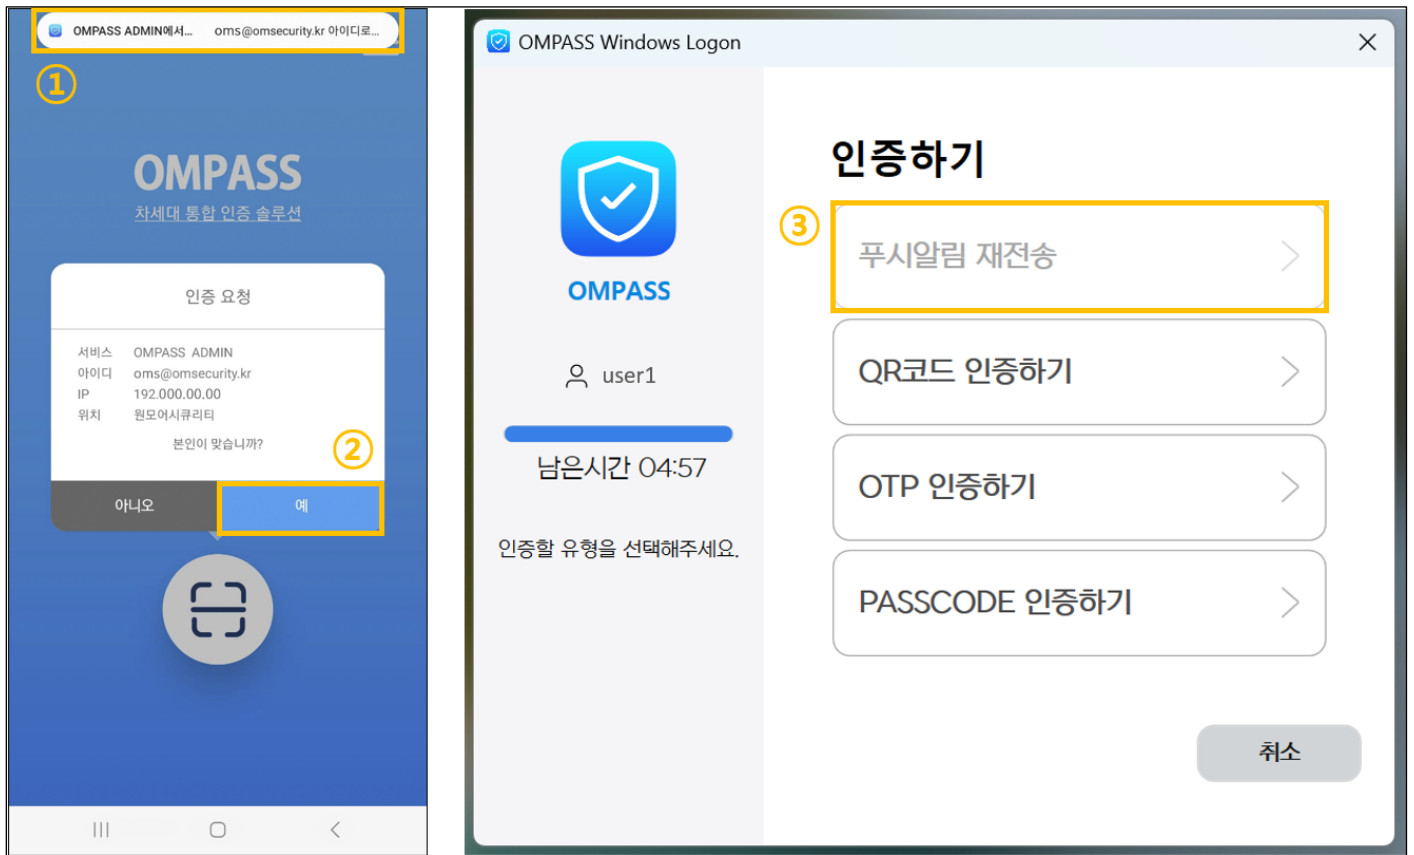 OMPASS ADMIN에서... oms@omsecurity.kr 아이디로...
①
OMPASS
차세대 통합 인증 솔루션
인증 요청
서비스 OMPASS ADMIN
아이디 oms@omsecurity.kr
IP 192.000.00.00
위치 원모어시큐리티
본인이 맞습니까?
②
아니오 예
OMPASS Windows Logon
OMPASS
user1
남은시간 04:57
인증할 유형을 선택해주세요.
인증하기
③
푸시알림 재전송
QR코드 인증하기
OTP 인증하기
PASSCODE 인증하기
취소